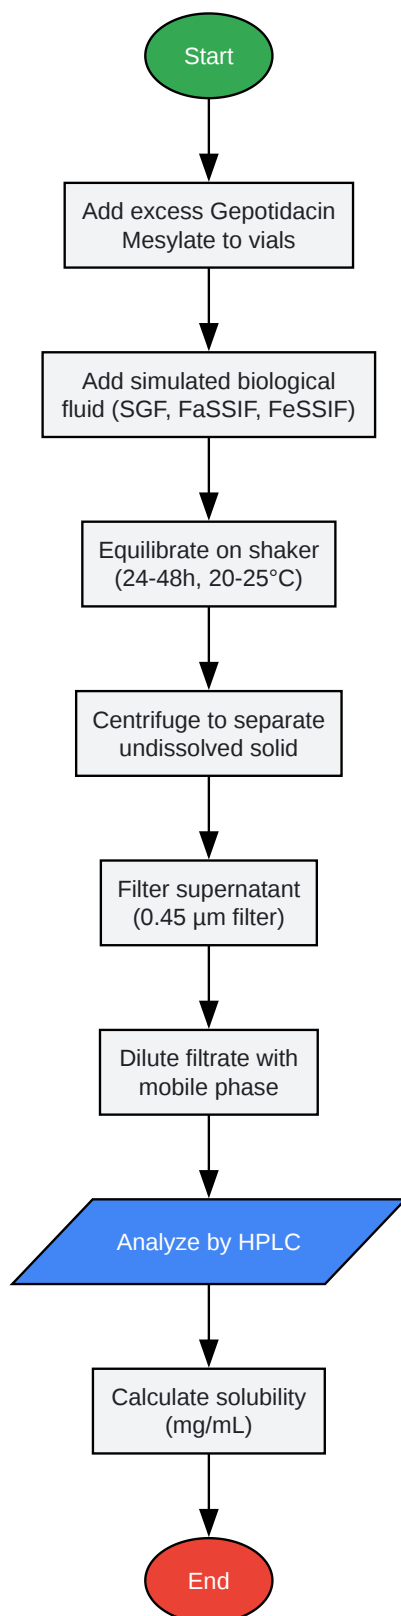 Start
Add excess Gepotidacin
Mesylate to vials
Add simulated biological
fluid (SGF, FaSSIF, FeSSIF)
Equilibrate on shaker
(24-48h, 20-25°C)
Centrifuge to separate
undissolved solid
Filter supernatant
(0.45 µm filter)
Dilute filtrate with
mobile phase
Analyze by HPLC
Calculate solubility
(mg/mL)
End